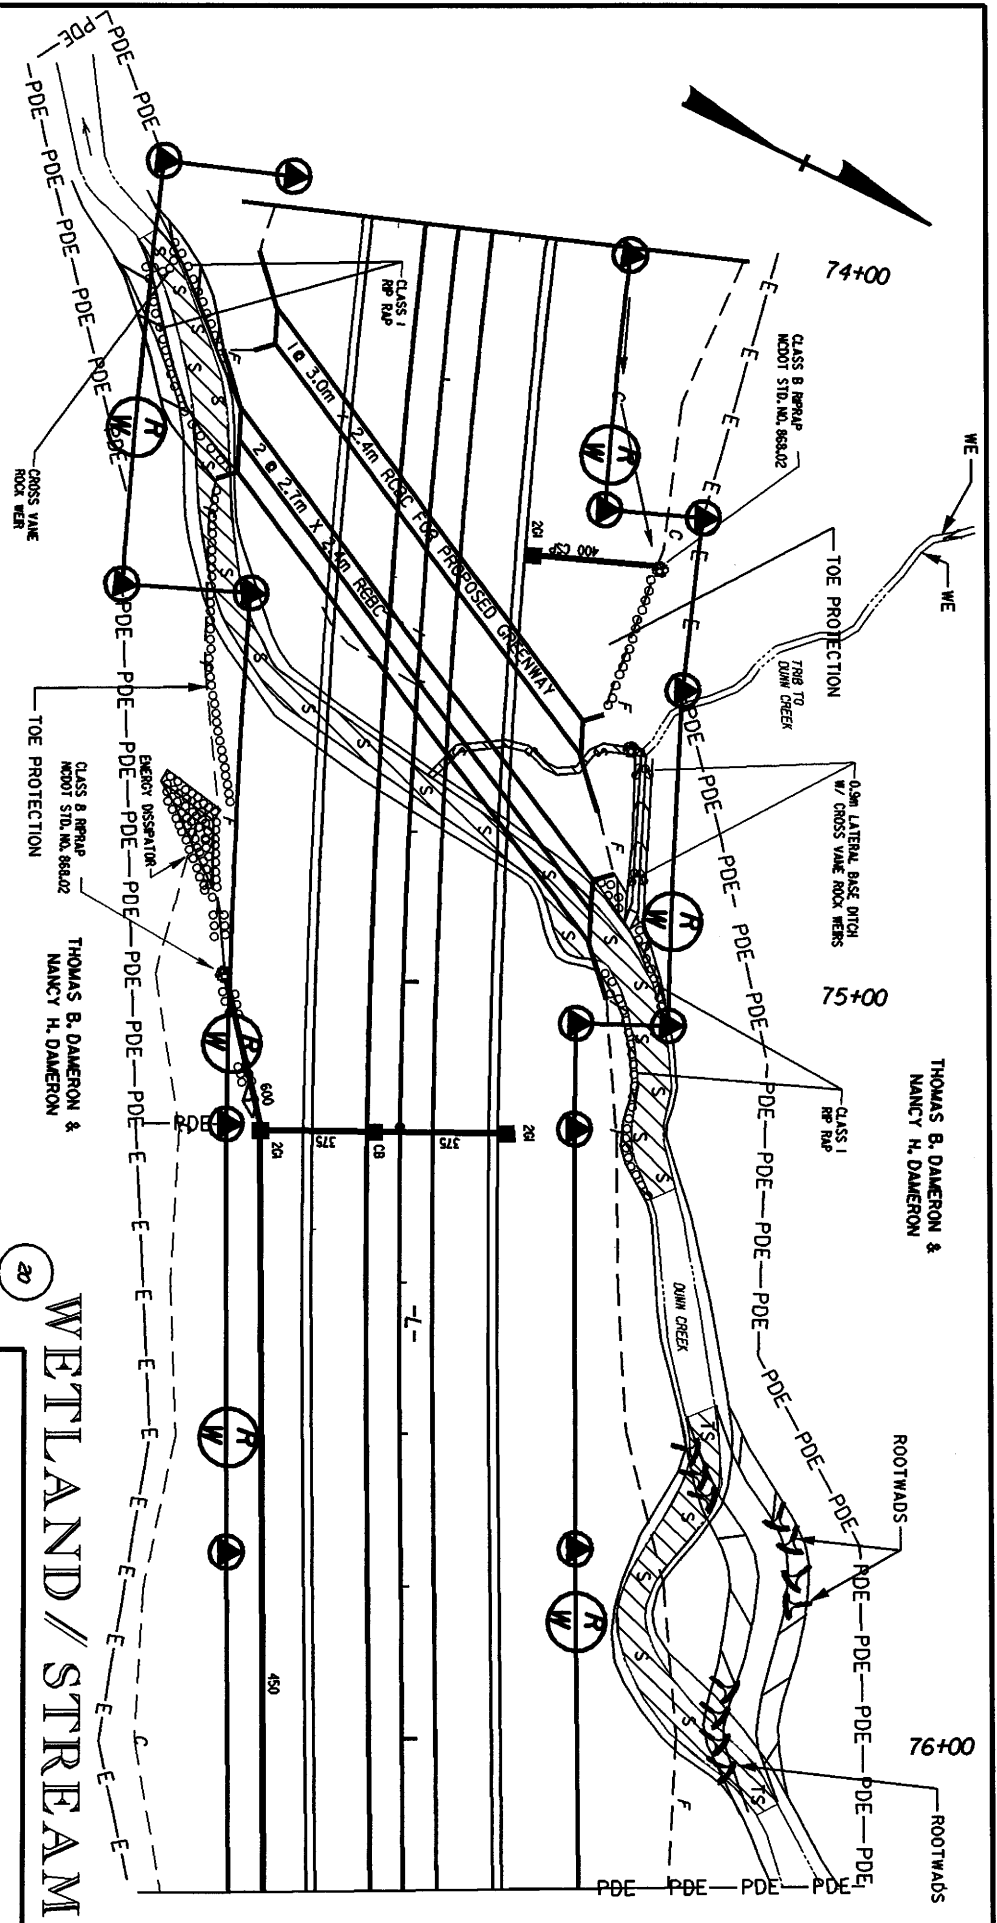 74+00
CLASS B RIPRAP
NCDOT STD. NO. 868.02
WE
WE
TOE PROTECTION
TRIB TO
DUNN CREEK
CLASS I
RIP RAP
1 @ 3.0m X 2.4m RCBC FOR PROPOSED GREENWAY
2 @ 2.7m X 2.4m RCBC
2GI
400 CSP
CROSS VANE
ROCK WEIR
TOE PROTECTION
ENERGY DISSIPATOR
CLASS B RIPRAP
NCDOT STD. NO. 868.02
THOMAS B. DAMERON &
NANCY H. DAMERON
0.9m LATERAL BASE DITCH
W/ CROSS VANE ROCK WEIRS
75+00
CLASS I
RIP RAP
THOMAS B. DAMERON &
NANCY H. DAMERON
600
2GI
375
CB
375
2GI
-L-
DUNN CREEK
ROOTWADS
76+00
ROOTWADS
450
R
W
R
W
R
W
R
W
R
W
R
W
PDE
PDE
PDE
PDE
E
E
E
C
C
F
F
S
S
TS
TS
20
WETLAND // STREAM